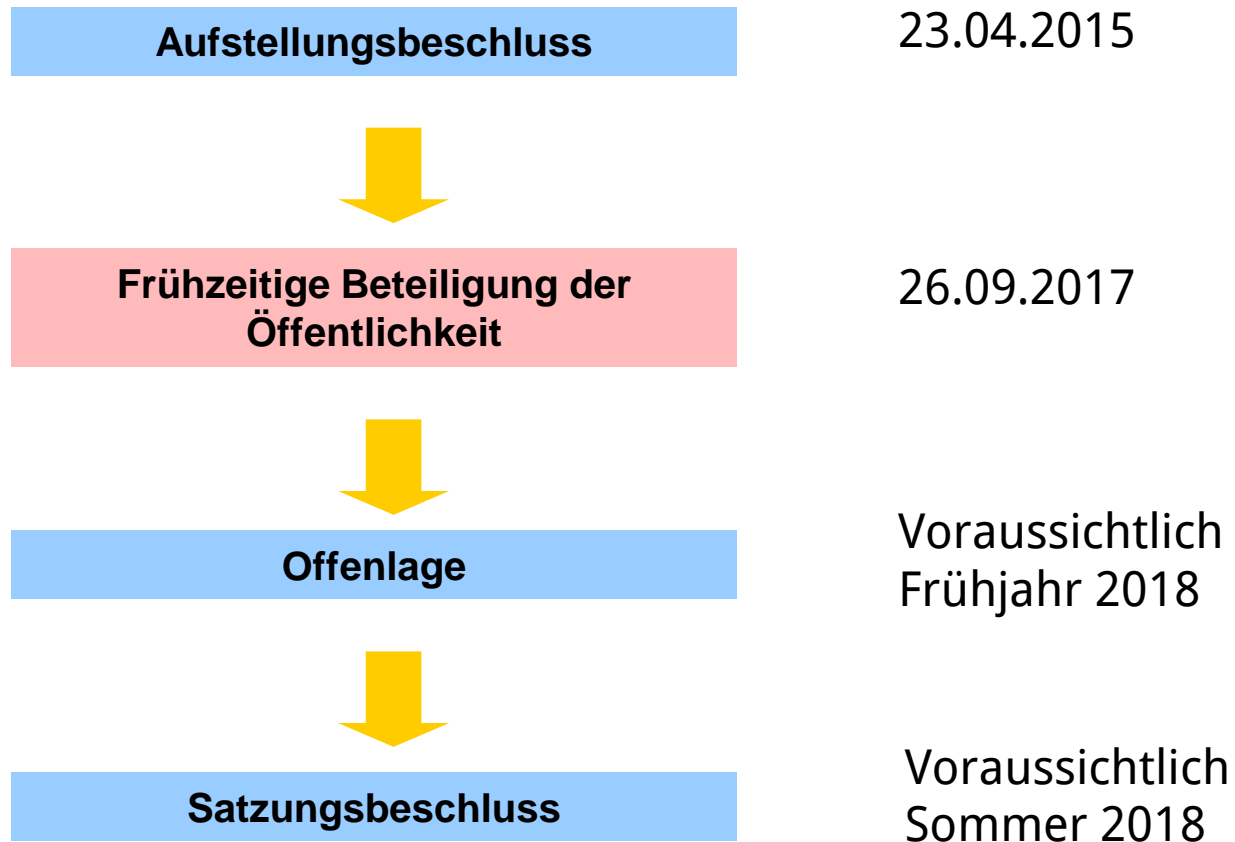 Aufstellungsbeschluss
23.04.2015
Frühzeitige Beteiligung der
Öffentlichkeit
26.09.2017
Offenlage
Voraussichtlich
Frühjahr 2018
Satzungsbeschluss
Voraussichtlich
Sommer 2018